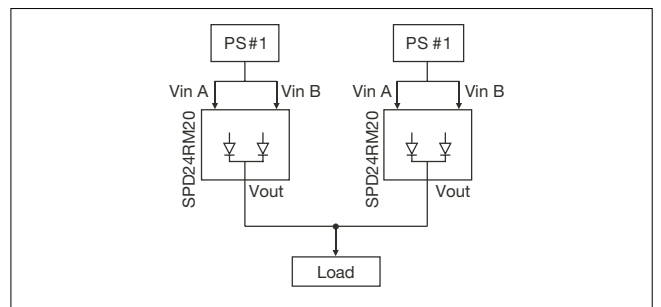 PS#1
PS #1
Vin A
Vin B
Vin A
Vin B
SPD24RM20
SPD24RM20
Vout
Vout
Load